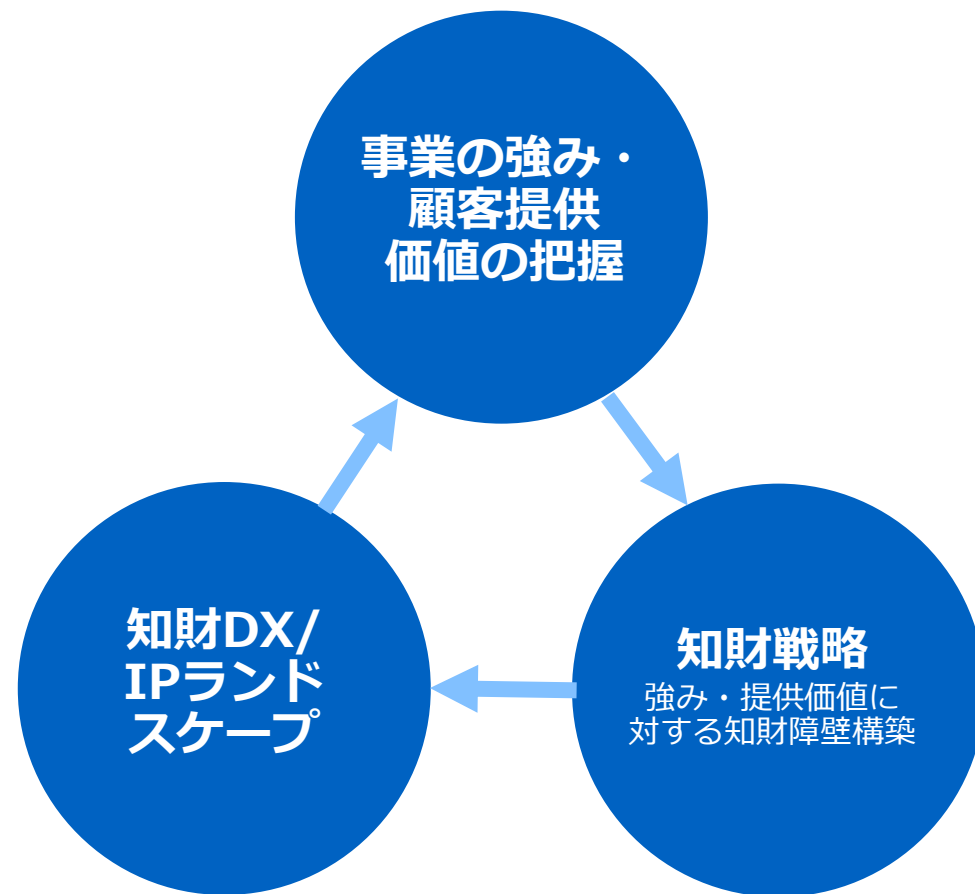 事業の強み・
顧客提供
価値の把握
知財DX/
IPランド
スケープ
知財戦略
強み・提供価値に
対する知財障壁構築